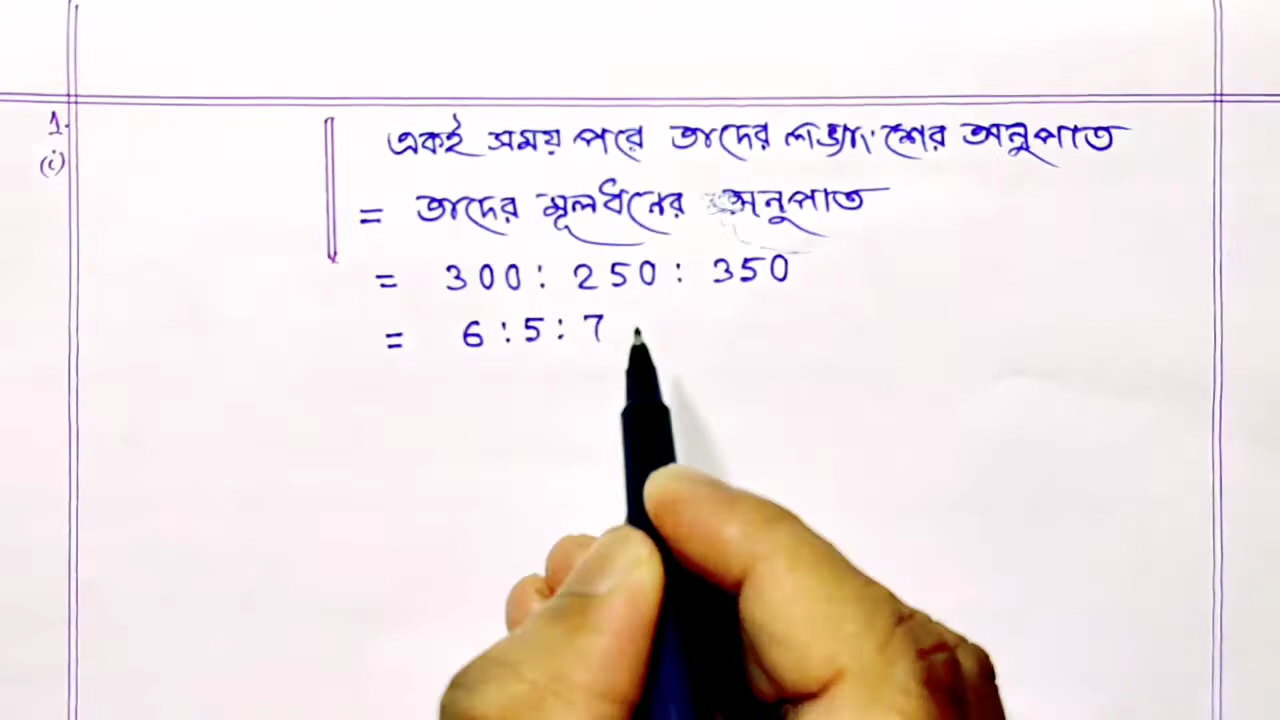 1.
(i)
একই সময় পরে তাদের লভ্যাংশের অনুপাত
= তাদের মূলধনের অনুপাত
= 300 : 250 : 350
= 6 : 5 : 7